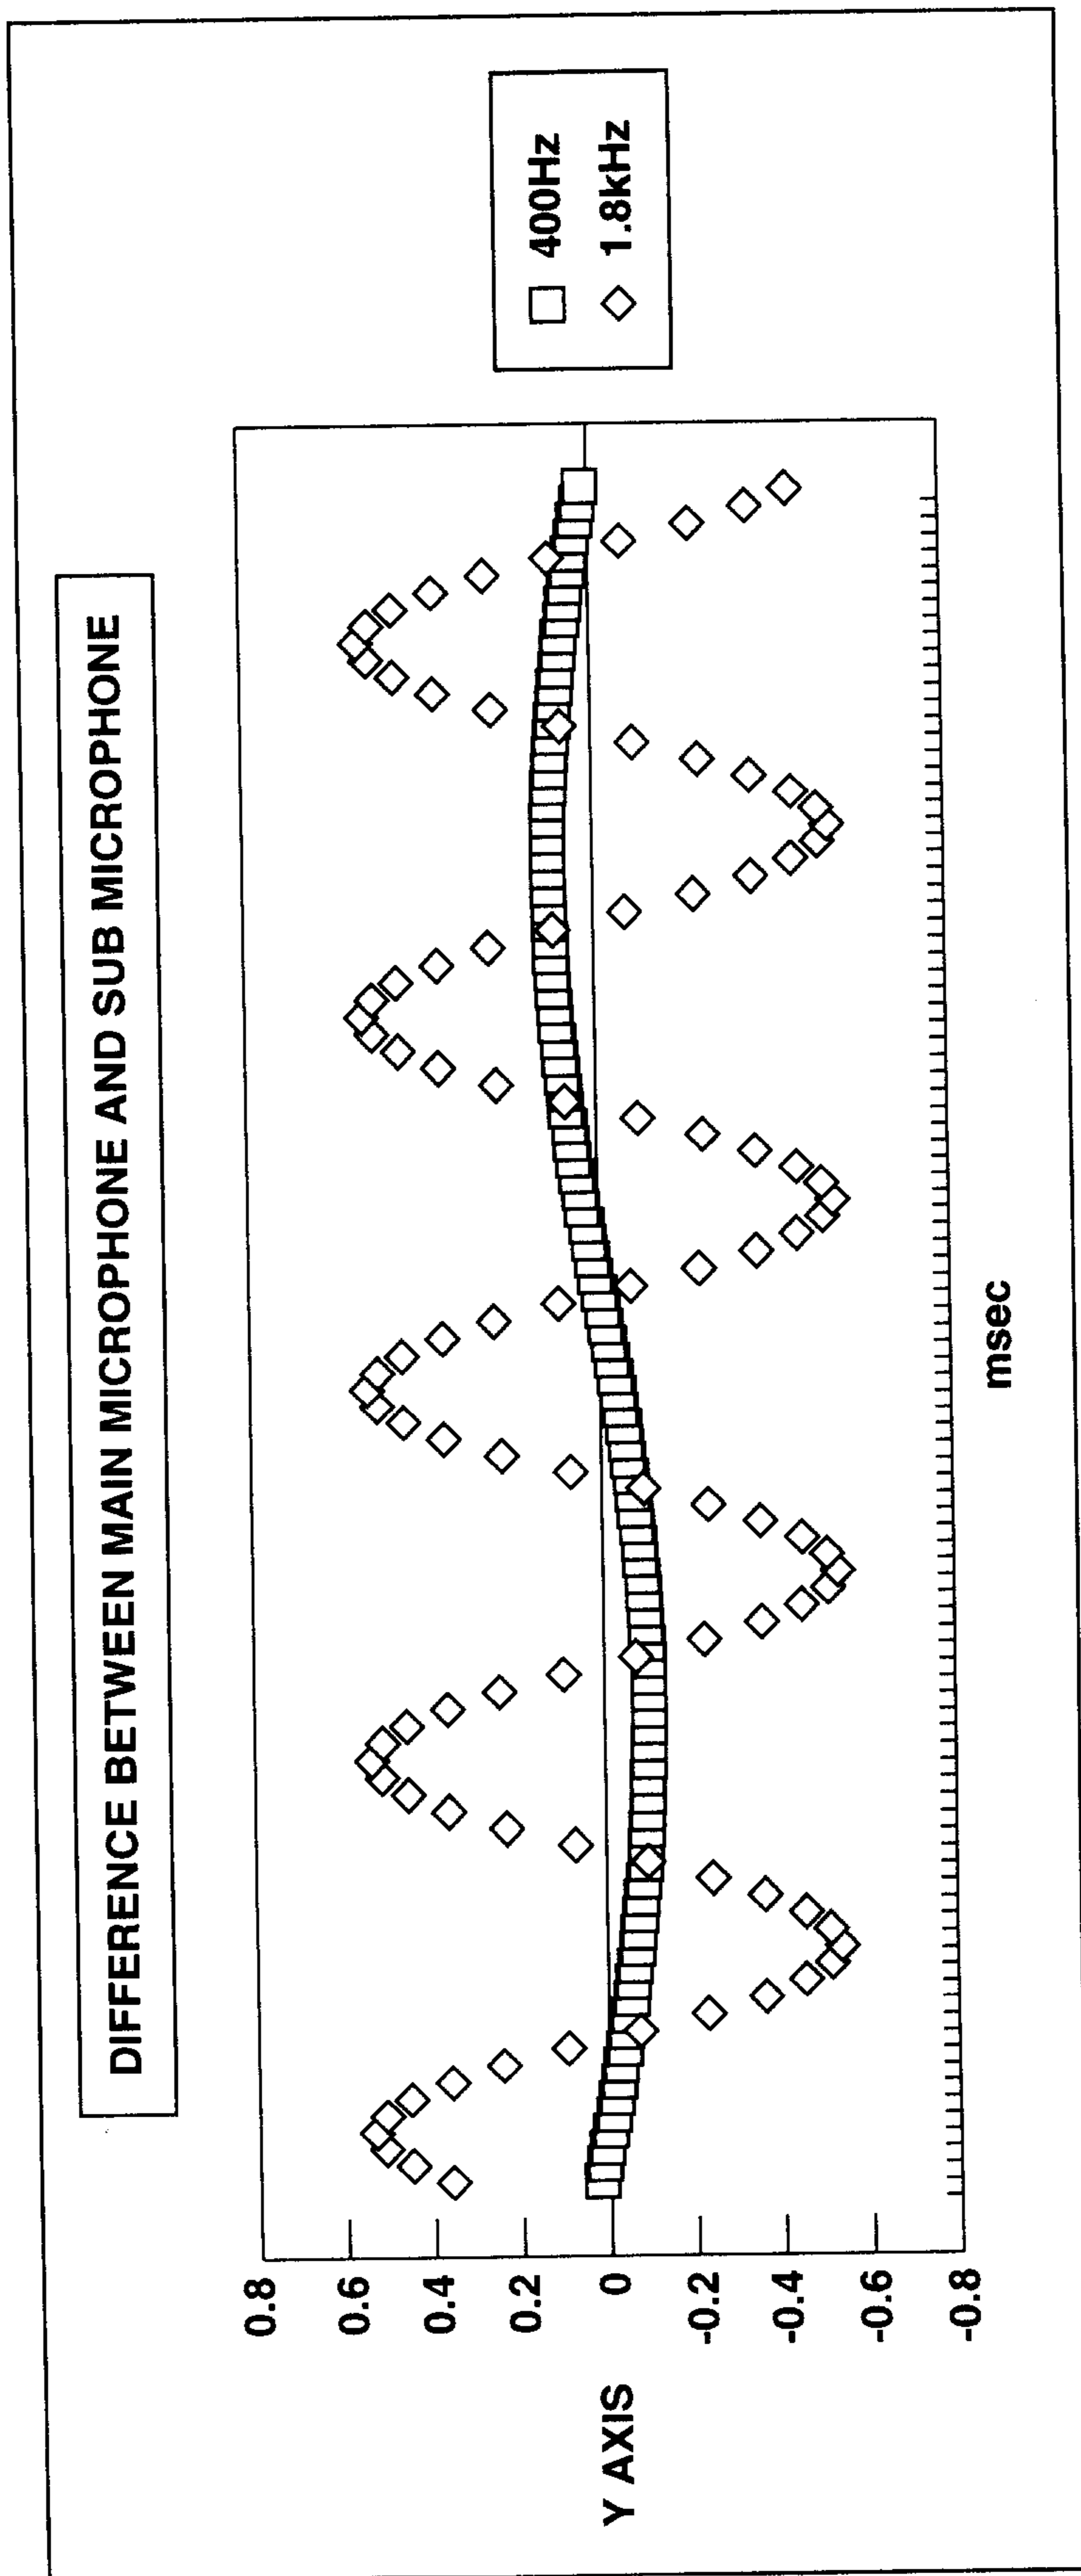 DIFFERENCE BETWEEN MAIN MICROPHONE AND SUB MICROPHONE
400Hz
1.8kHz
0.8
0.6
0.4
0.2
0
-0.2
-0.4
-0.6
-0.8
Y AXIS
msec